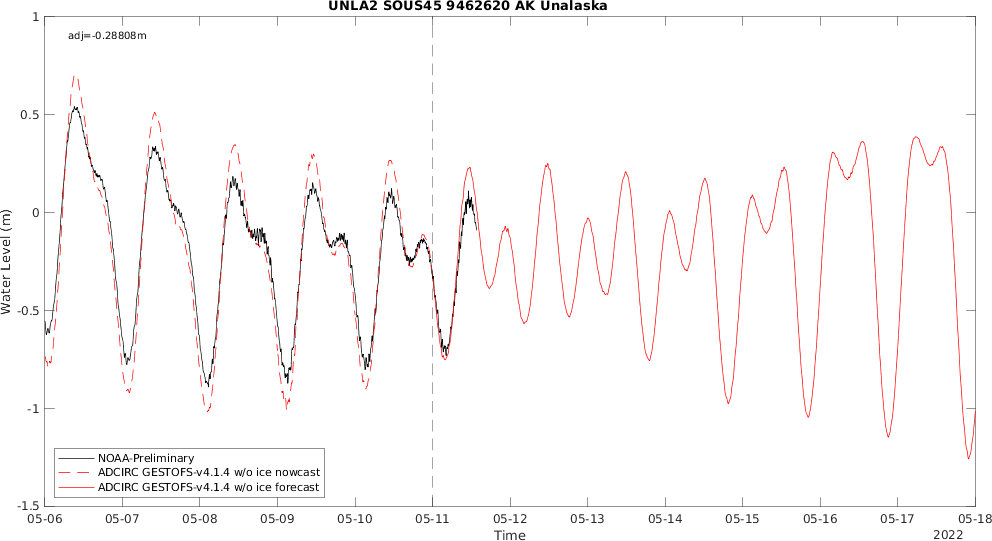 UNLA2 SOUS45 9462620 AK Unalaska
adj=-0.28808m
1
0.5
0
-0.5
-1
-1.5
Water Level (m)
NOAA-Preliminary
ADCIRC GESTOFS-v4.1.4 w/o ice nowcast
ADCIRC GESTOFS-v4.1.4 w/o ice forecast
05-06 05-07 05-08 05-09 05-10 05-11 05-12 05-13 05-14 05-15 05-16 05-17 05-18
Time
2022